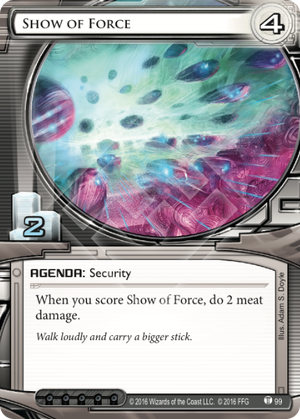 Show of Force
4
2
AGENDA: Security
When you score Show of Force, do 2 meat
damage.
Walk loudly and carry a bigger stick.
Illus. Adam S. Doyle
© 2016 Wizards of the Coast LLC. © 2016 FFG
99